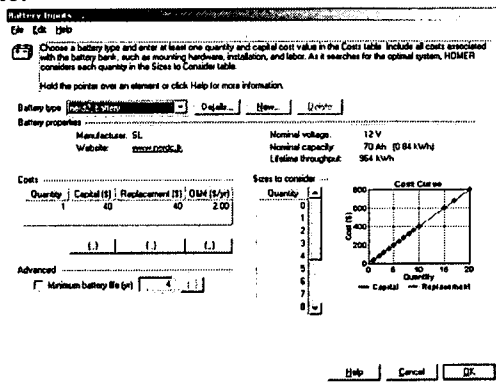 Battery Inputs
File Edit Help
Choose a battery type and enter at least one quantity and capital cost value in the Costs table. Include all costs associated
with the battery bank, such as mounting hardware, installation, and labor. As it searches for the optimal system, HOMER
considers each quantity in the Sizes to Consider table.
Hold the pointer over an element or click Help for more information.
Battery type Details... New... Delete
Battery properties
Manufacturer: SL
Website:
Nominal voltage: 12 V
Nominal capacity: 70 Ah (0.84 kWh)
Lifetime throughput: 964 kWh
Costs
Quantity Capital ($) Replacement ($) O&M ($/yr)
1 40 40 2.00
{..} {..} {..}
Sizes to consider
Quantity
0
1
2
3
4
5
6
7
8
Cost Curve
Cost ($)
800
600
400
200
0
0 5 10 15 20
Quantity
Capital Replacement
Advanced
Minimum battery life (yr) 4 {..}
Help Cancel OK